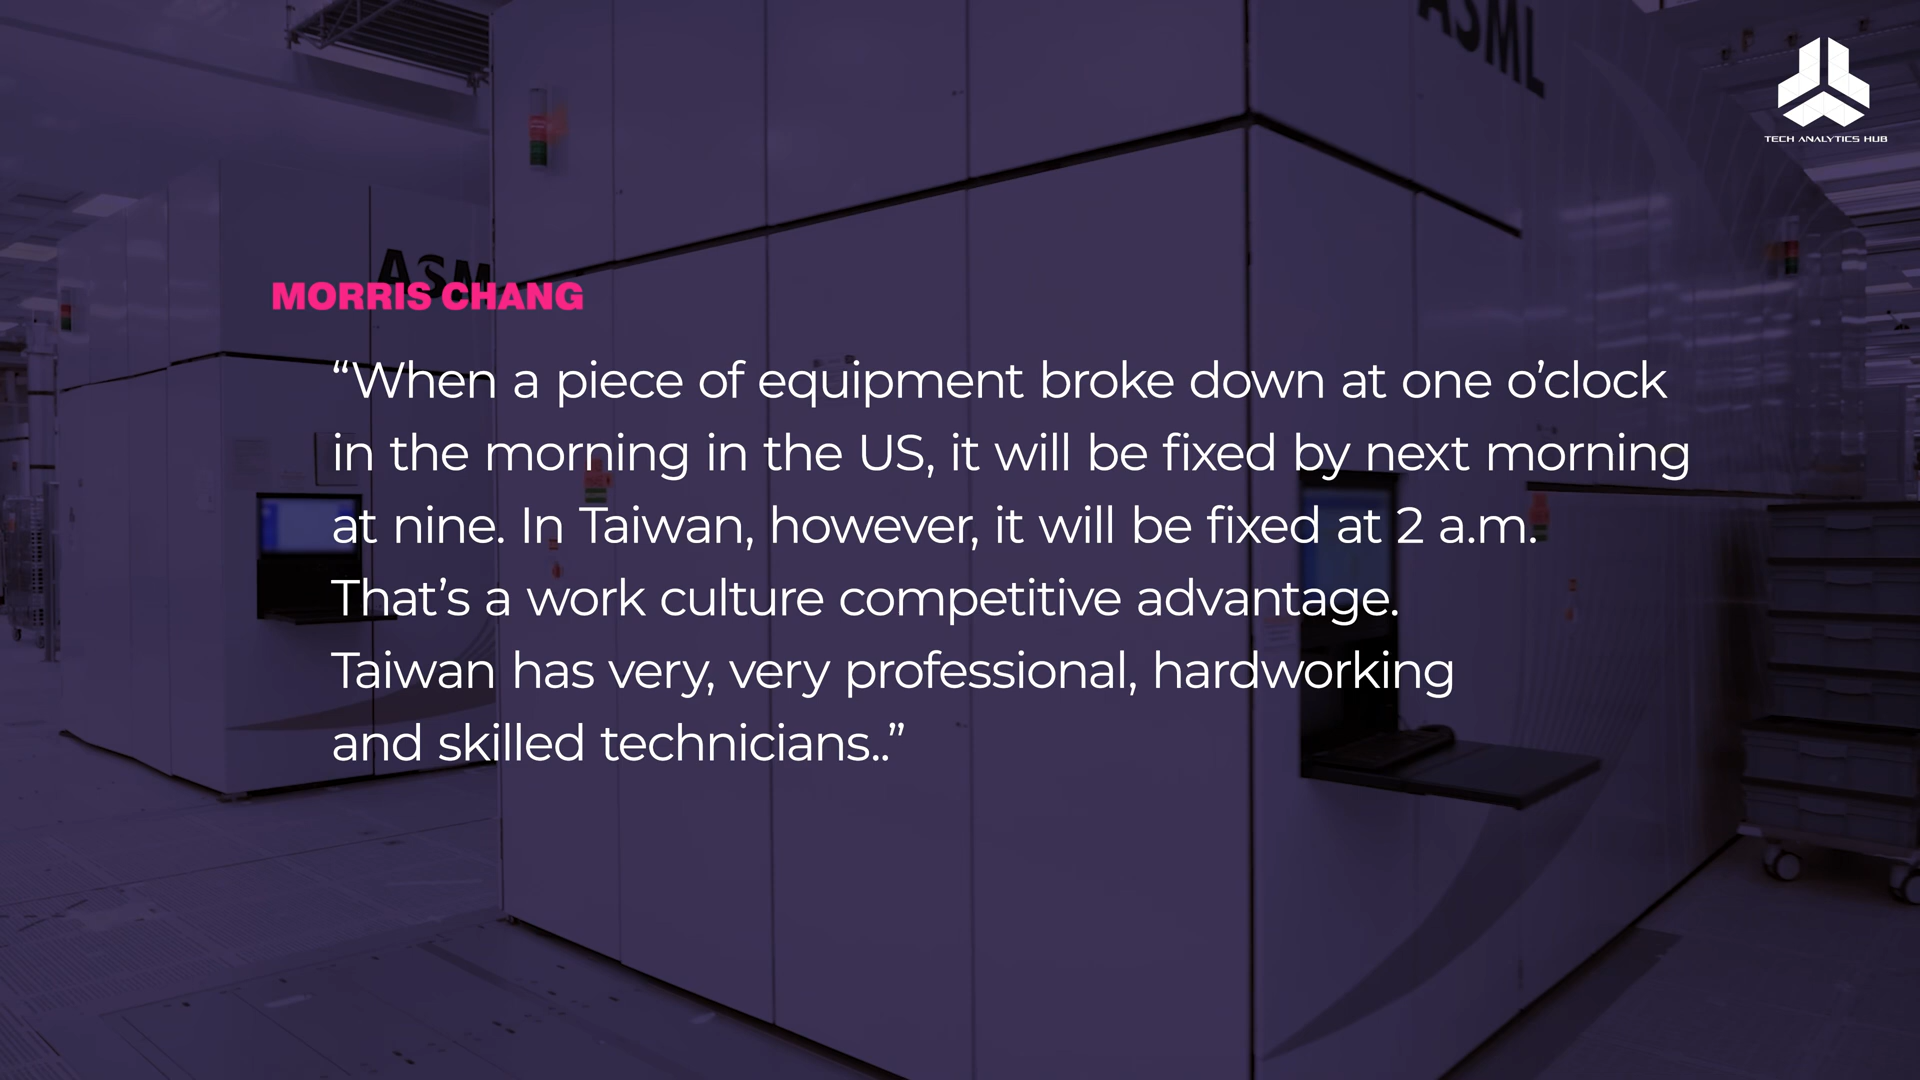 ASML
TECH ANALYTICS HUB
ASM
MORRIS CHANG
“When a piece of equipment broke down at one o’clock
in the morning in the US, it will be fixed by next morning
at nine. In Taiwan, however, it will be fixed at 2 a.m.
That’s a work culture competitive advantage.
Taiwan has very, very professional, hardworking
and skilled technicians..”